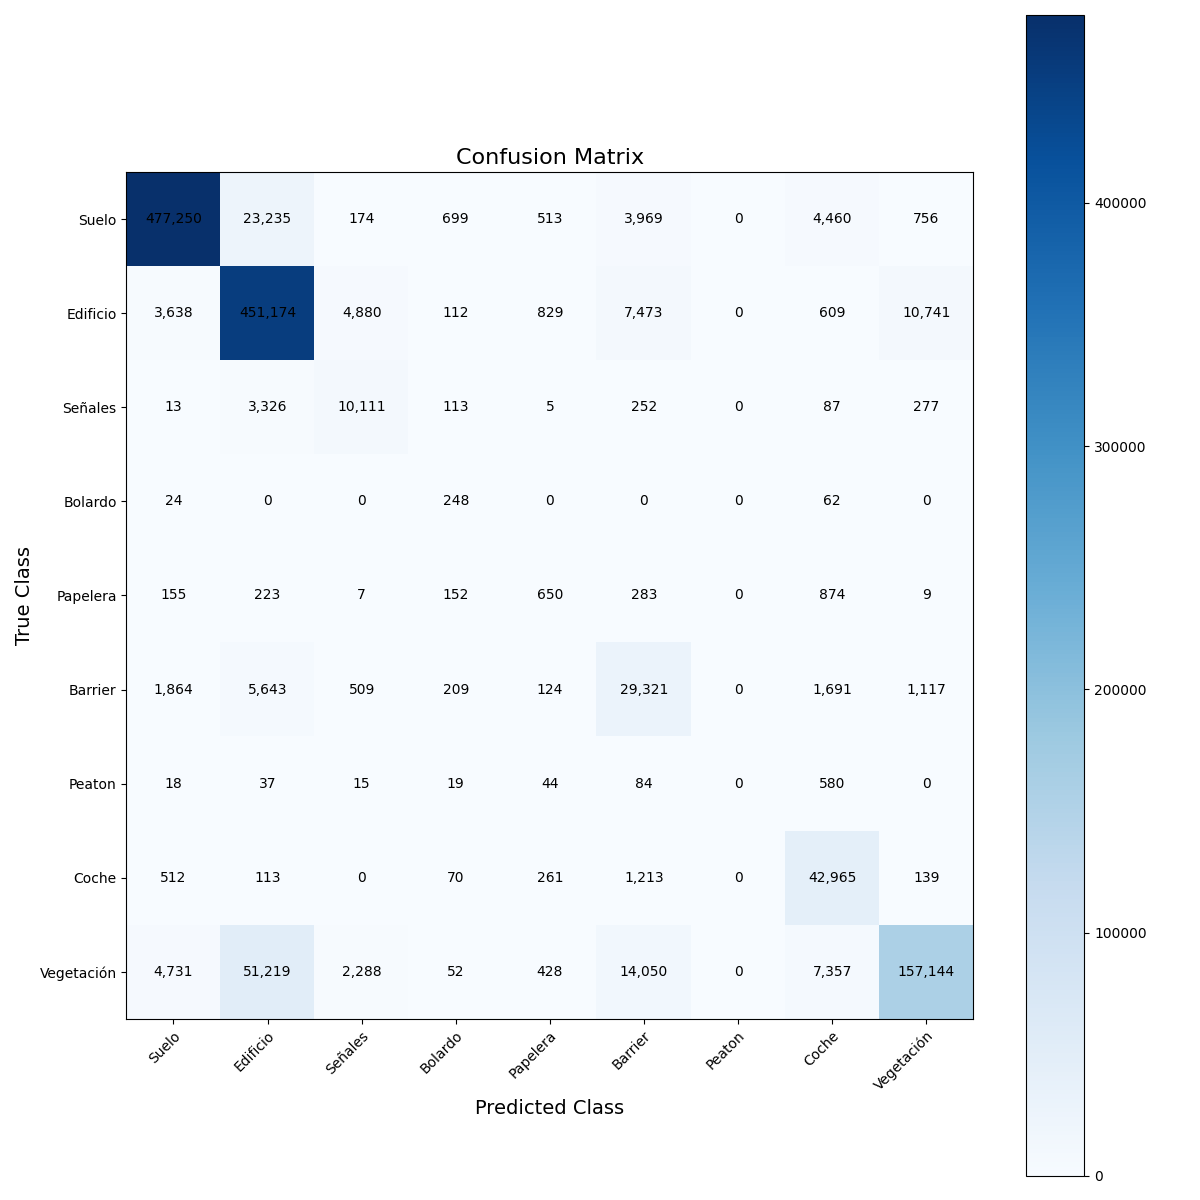 Confusion Matrix
Suelo 477,250 23,235 174 699 513 3,969 0 4,460 756
Edificio 3,638 451,174 4,880 112 829 7,473 0 609 10,741
Señales 13 3,326 10,111 113 5 252 0 87 277
Bolardo 24 0 0 248 0 0 0 62 0
Papelera 155 223 7 152 650 283 0 874 9
Barrier 1,864 5,643 509 209 124 29,321 0 1,691 1,117
Peaton 18 37 15 19 44 84 0 580 0
Coche 512 113 0 70 261 1,213 0 42,965 139
Vegetación 4,731 51,219 2,288 52 428 14,050 0 7,357 157,144
True Class
Suelo Edificio Señales Bolardo Papelera Barrier Peaton Coche Vegetación
Predicted Class
400000
300000
200000
100000
0